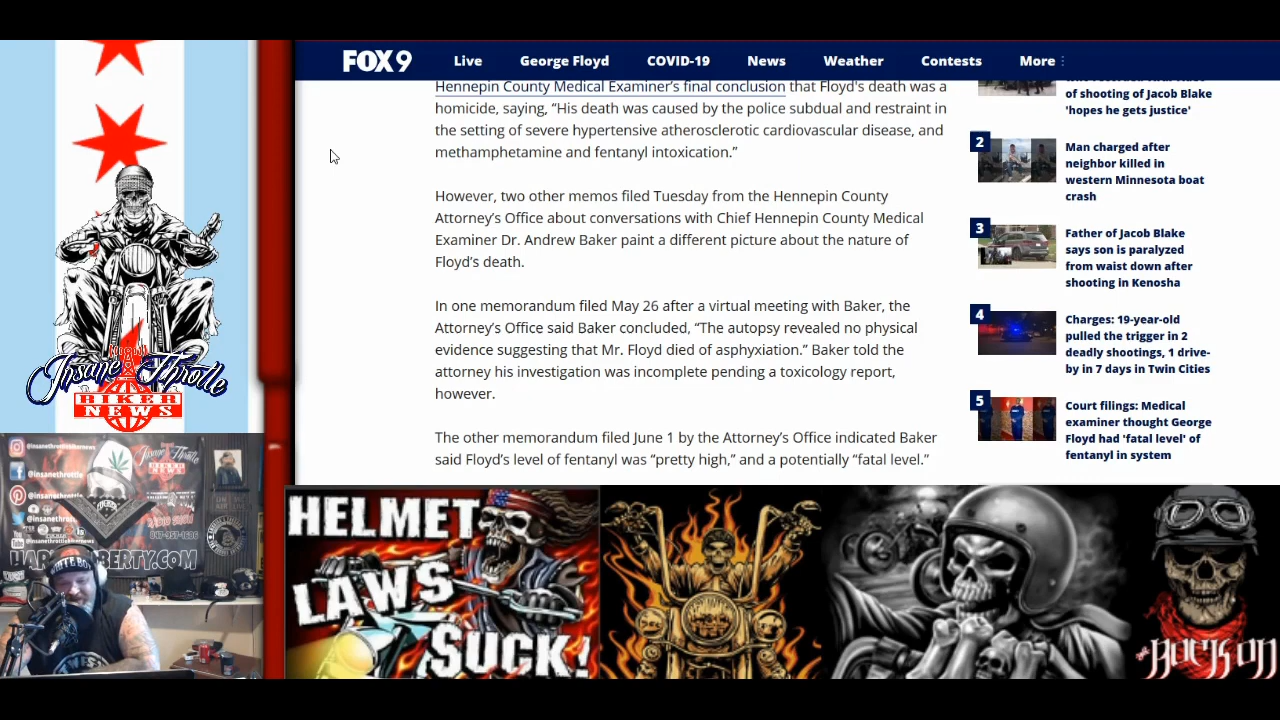 FOX 9
Live
George Floyd
COVID-19
News
Weather
Contests
More
Hennepin County Medical Examiner's final conclusion that Floyd's death was a
homicide, saying, “His death was caused by the police subdual and restraint in
the setting of severe hypertensive atherosclerotic cardiovascular disease, and
methamphetamine and fentanyl intoxication.”
However, two other memos filed Tuesday from the Hennepin County
Attorney’s Office about conversations with Chief Hennepin County Medical
Examiner Dr. Andrew Baker paint a different picture about the nature of
Floyd’s death.
In one memorandum filed May 26 after a virtual meeting with Baker, the
Attorney’s Office said Baker concluded, “The autopsy revealed no physical
evidence suggesting that Mr. Floyd died of asphyxiation.” Baker told the
attorney his investigation was incomplete pending a toxicology report,
however.
The other memorandum filed June 1 by the Attorney’s Office indicated Baker
said Floyd’s level of fentanyl was “pretty high,” and a potentially “fatal level.”
of shooting of Jacob Blake
'hopes he gets justice'
2
Man charged after
neighbor killed in
western Minnesota boat
crash
3
Father of Jacob Blake
says son is paralyzed
from waist down after
shooting in Kenosha
4
Charges: 19-year-old
pulled the trigger in 2
deadly shootings, 1 drive-
by in 7 days in Twin Cities
5
Court filings: Medical
examiner thought George
Floyd had 'fatal level' of
fentanyl in system
Insane Throttle
BIKER
NEWS
@insanethrottlebikernews
@insanethrottle
@insanethrottle
@insanethrottle
HELMET
LAWS
SUCK!